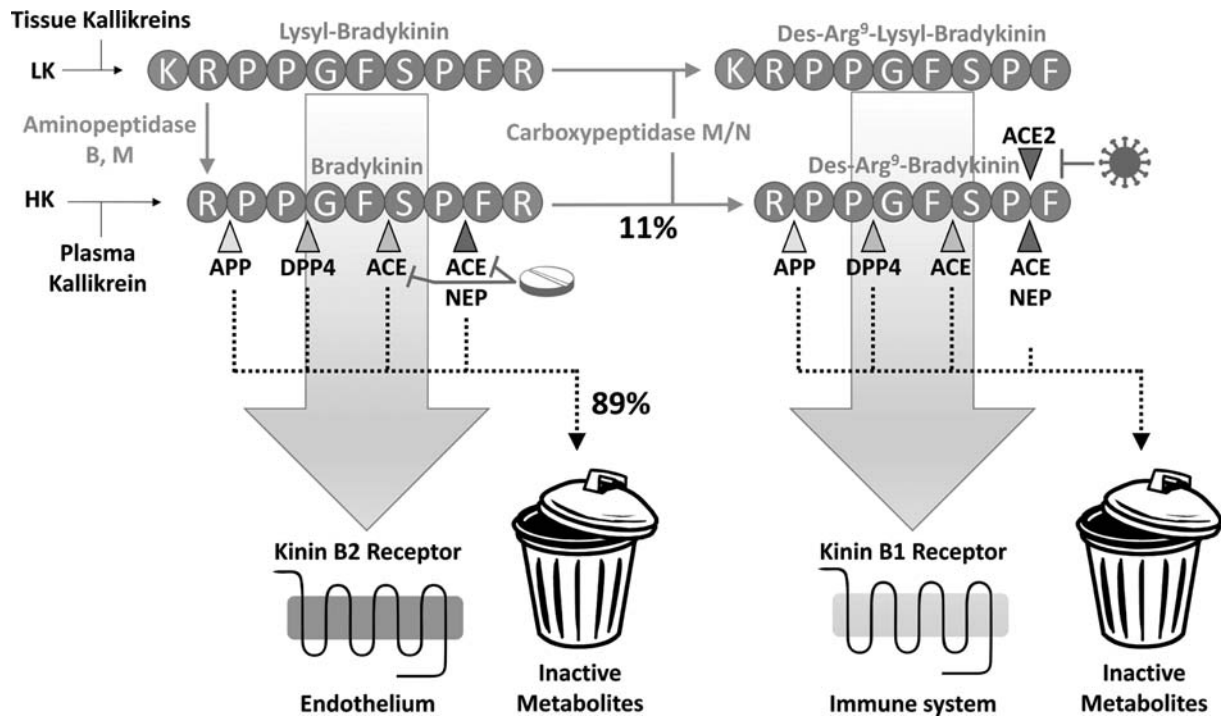 Tissue Kallikreins
Lysyl-Bradykinin
Des-Arg⁹-Lysyl-Bradykinin
LK
K R P P G F S P F R
K R P P G F S P F
Aminopeptidase
B, M
Carboxypeptidase M/N
ACE2
Bradykinin
Des-Arg⁹-Bradykinin
HK
R P P G F S P F R
R P P G F S P F
11%
Plasma
Kallikrein
APP DPP4 ACE ACE
NEP
APP DPP4 ACE ACE
NEP
89%
Kinin B2 Receptor
Kinin B1 Receptor
Endothelium
Inactive
Metabolites
Immune system
Inactive
Metabolites